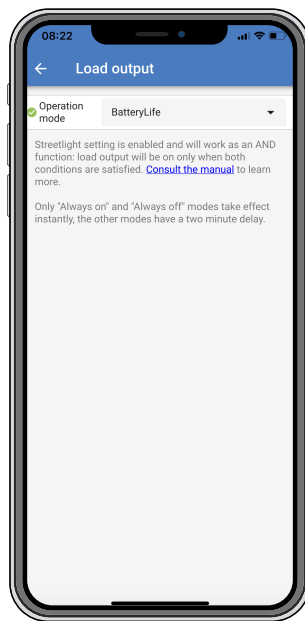 08:22
Load output
Operation
mode
BatteryLife
Streetlight setting is enabled and will work as an AND
function: load output will be on only when both
conditions are satisfied. Consult the manual to learn
more.
Only "Always on" and "Always off" modes take effect
instantly, the other modes have a two minute delay.